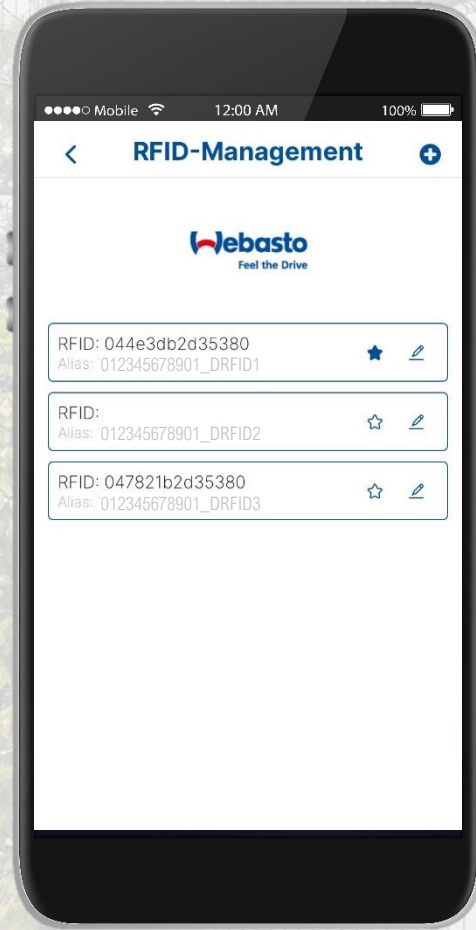 Mobile 12:00 AM 100%
RFID-Management
Webasto
Feel the Drive
RFID: 044e3db2d35380
Alias: 012345678901_DRFID1
RFID:
Alias: 012345678901_DRFID2
RFID: 047821b2d35380
Alias: 012345678901_DRFID3